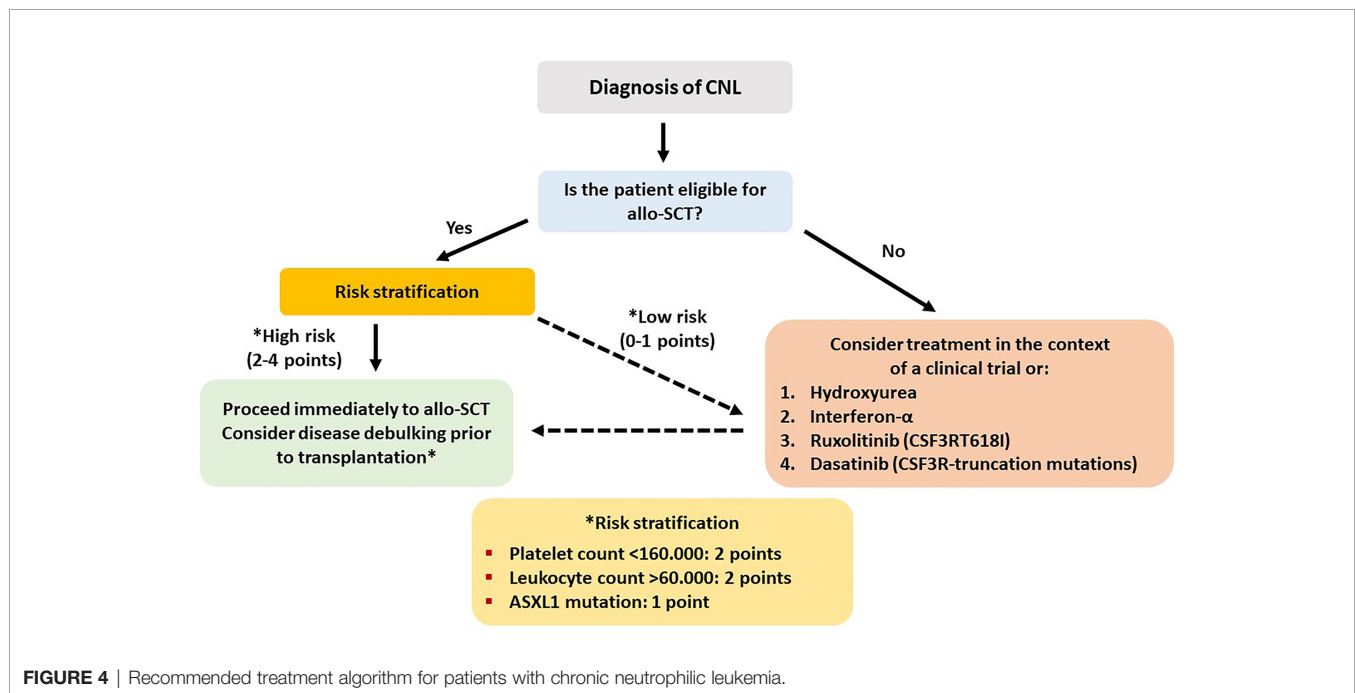 Diagnosis of CNL
Is the patient eligible for
allo-SCT?
Yes
No
Risk stratification
*High risk
(2-4 points)
*Low risk
(0-1 points)
Proceed immediately to allo-SCT
Consider disease debulking prior
to transplantation*
Consider treatment in the context
of a clinical trial or:
1. Hydroxyurea
2. Interferon-α
3. Ruxolitinib (CSF3RT618I)
4. Dasatinib (CSF3R-truncation mutations)
*Risk stratification
▪ Platelet count <160.000: 2 points
▪ Leukocyte count >60.000: 2 points
▪ ASXL1 mutation: 1 point
FIGURE 4 | Recommended treatment algorithm for patients with chronic neutrophilic leukemia.